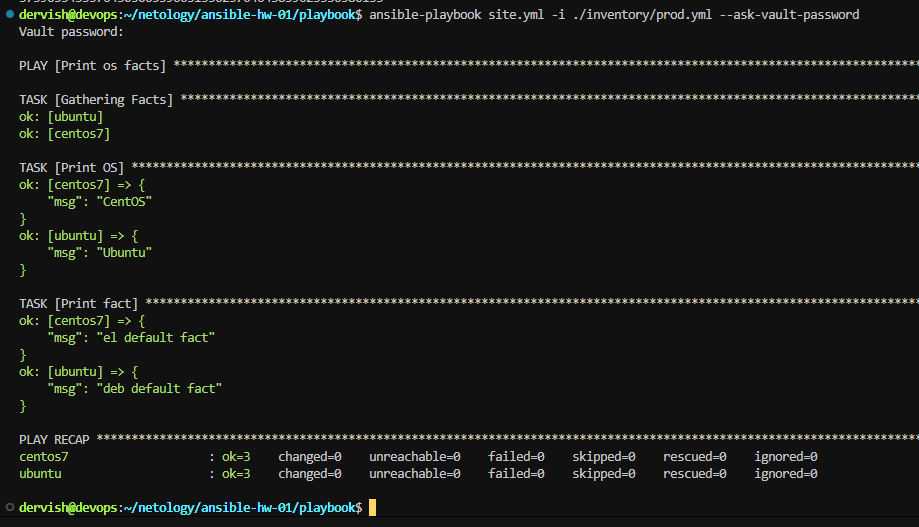 dervish@devops:~/netology/ansible-hw-01/playbook$ ansible-playbook site.yml -i ./inventory/prod.yml --ask-vault-password
Vault password:
PLAY [Print os facts] *******************************************************************************************************
TASK [Gathering Facts] ******************************************************************************************************
ok: [ubuntu]
ok: [centos7]
TASK [Print OS] *************************************************************************************************************
ok: [centos7] => {
    "msg": "CentOS"
}
ok: [ubuntu] => {
    "msg": "Ubuntu"
}
TASK [Print fact] ***********************************************************************************************************
ok: [centos7] => {
    "msg": "el default fact"
}
ok: [ubuntu] => {
    "msg": "deb default fact"
}
PLAY RECAP ******************************************************************************************************************
centos7                    : ok=3    changed=0    unreachable=0    failed=0    skipped=0    rescued=0    ignored=0
ubuntu                     : ok=3    changed=0    unreachable=0    failed=0    skipped=0    rescued=0    ignored=0
dervish@devops:~/netology/ansible-hw-01/playbook$